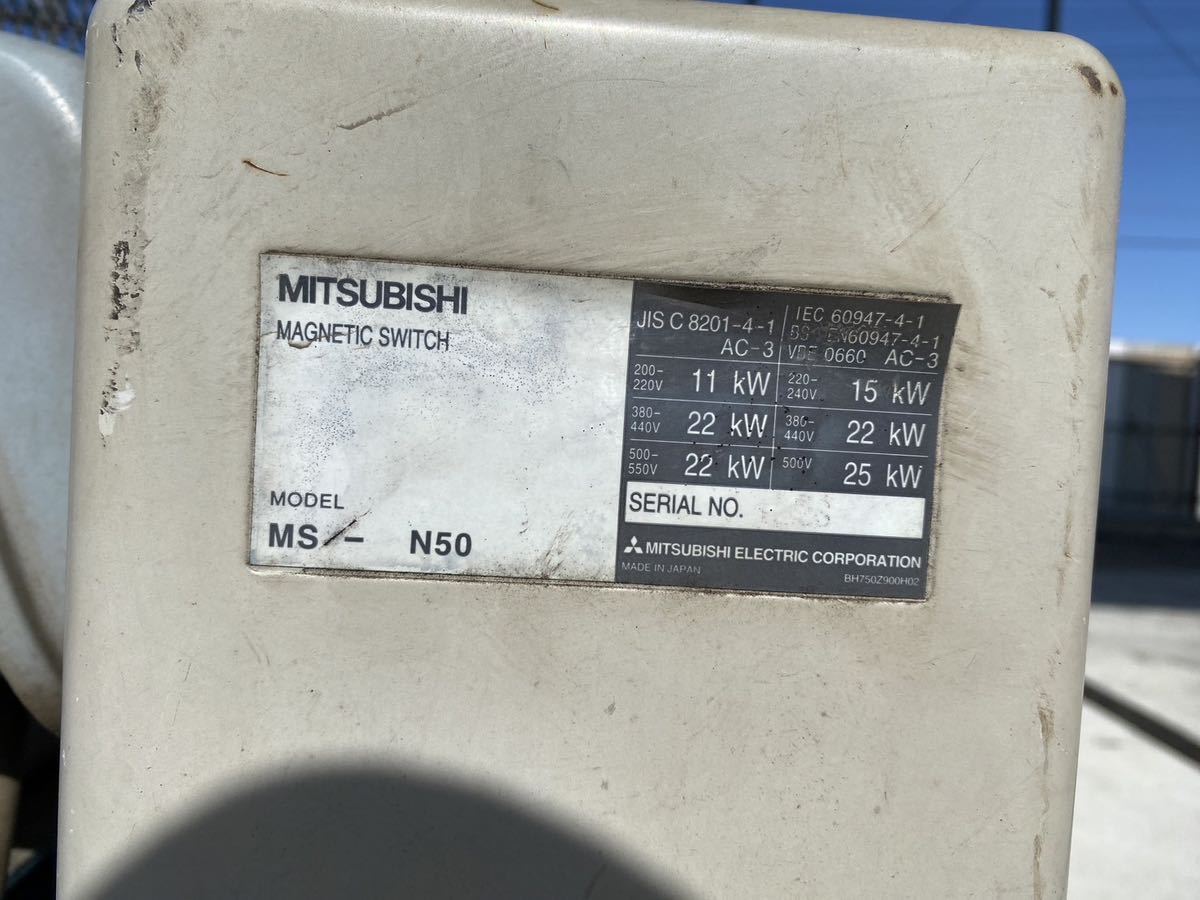 MITSUBISHI
MAGNETIC SWITCH
MODEL
MS - N50
JIS C 8201-4-1
AC-3
200-220V 11 kW
380-440V 22 kW
500-550V 22 kW
IEC 60947-4-1
BS EN60947-4-1
VDE 0660 AC-3
220-240V 15 kW
380-440V 22 kW
500V 25 kW
SERIAL NO.
MITSUBISHI ELECTRIC CORPORATION
MADE IN JAPAN
BH750Z900H02